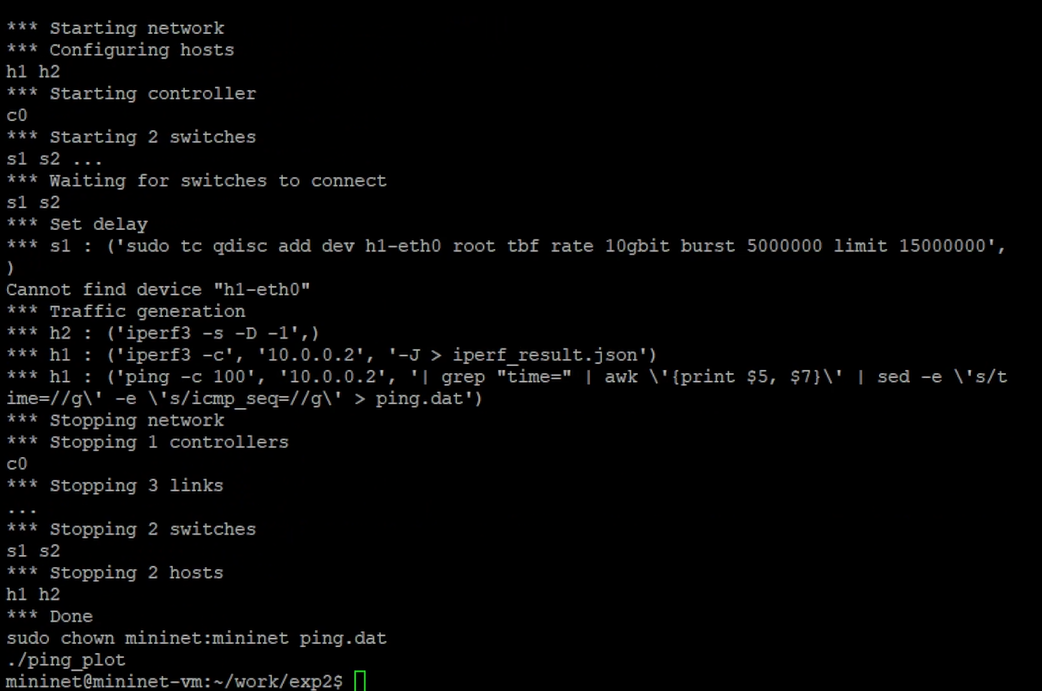 *** Starting network
*** Configuring hosts
h1 h2
*** Starting controller
c0
*** Starting 2 switches
s1 s2 ...
*** Waiting for switches to connect
s1 s2
*** Set delay
*** s1 : ('sudo tc qdisc add dev h1-eth0 root tbf rate 10gbit burst 5000000 limit 15000000',
)
Cannot find device "h1-eth0"
*** Traffic generation
*** h2 : ('iperf3 -s -D -1',)
*** h1 : ('iperf3 -c', '10.0.0.2', '-J > iperf_result.json')
*** h1 : ('ping -c 100', '10.0.0.2', '| grep "time=" | awk \'{print $5, $7}\' | sed -e \'s/t
ime=//g\' -e \'s/icmp_seq=//g\' > ping.dat')
*** Stopping network
*** Stopping 1 controllers
c0
*** Stopping 3 links
...
*** Stopping 2 switches
s1 s2
*** Stopping 2 hosts
h1 h2
*** Done
sudo chown mininet:mininet ping.dat
./ping_plot
mininet@mininet-vm:~/work/exp2$